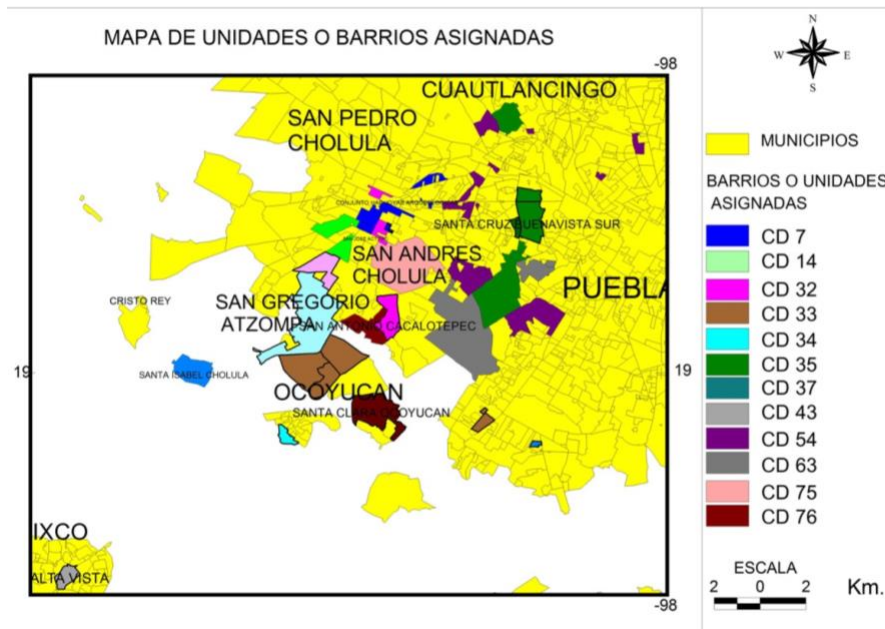 MAPA DE UNIDADES O BARRIOS ASIGNADAS
-98
CUAUTLANCINGO
SAN PEDRO
CHOLULA
SANTA CRUZ BUENAVISTA SUR
SAN ANDRES
CHOLULA
PUEBLA
CRISTO REY
SAN GREGORIO
ATZOMPA
SAN ANTONIO CACALOTEPEC
19
19
SANTA ISABEL CHOLULA
OCOYUCAN
SANTA CLARA OCOYUCAN
IXCO
ALTA VISTA
-98
N
W
E
S
MUNICIPIOS
BARRIOS O UNIDADES
ASIGNADAS
CD 7
CD 14
CD 32
CD 33
CD 34
CD 35
CD 37
CD 43
CD 54
CD 63
CD 75
CD 76
ESCALA
2 0 2
Km.